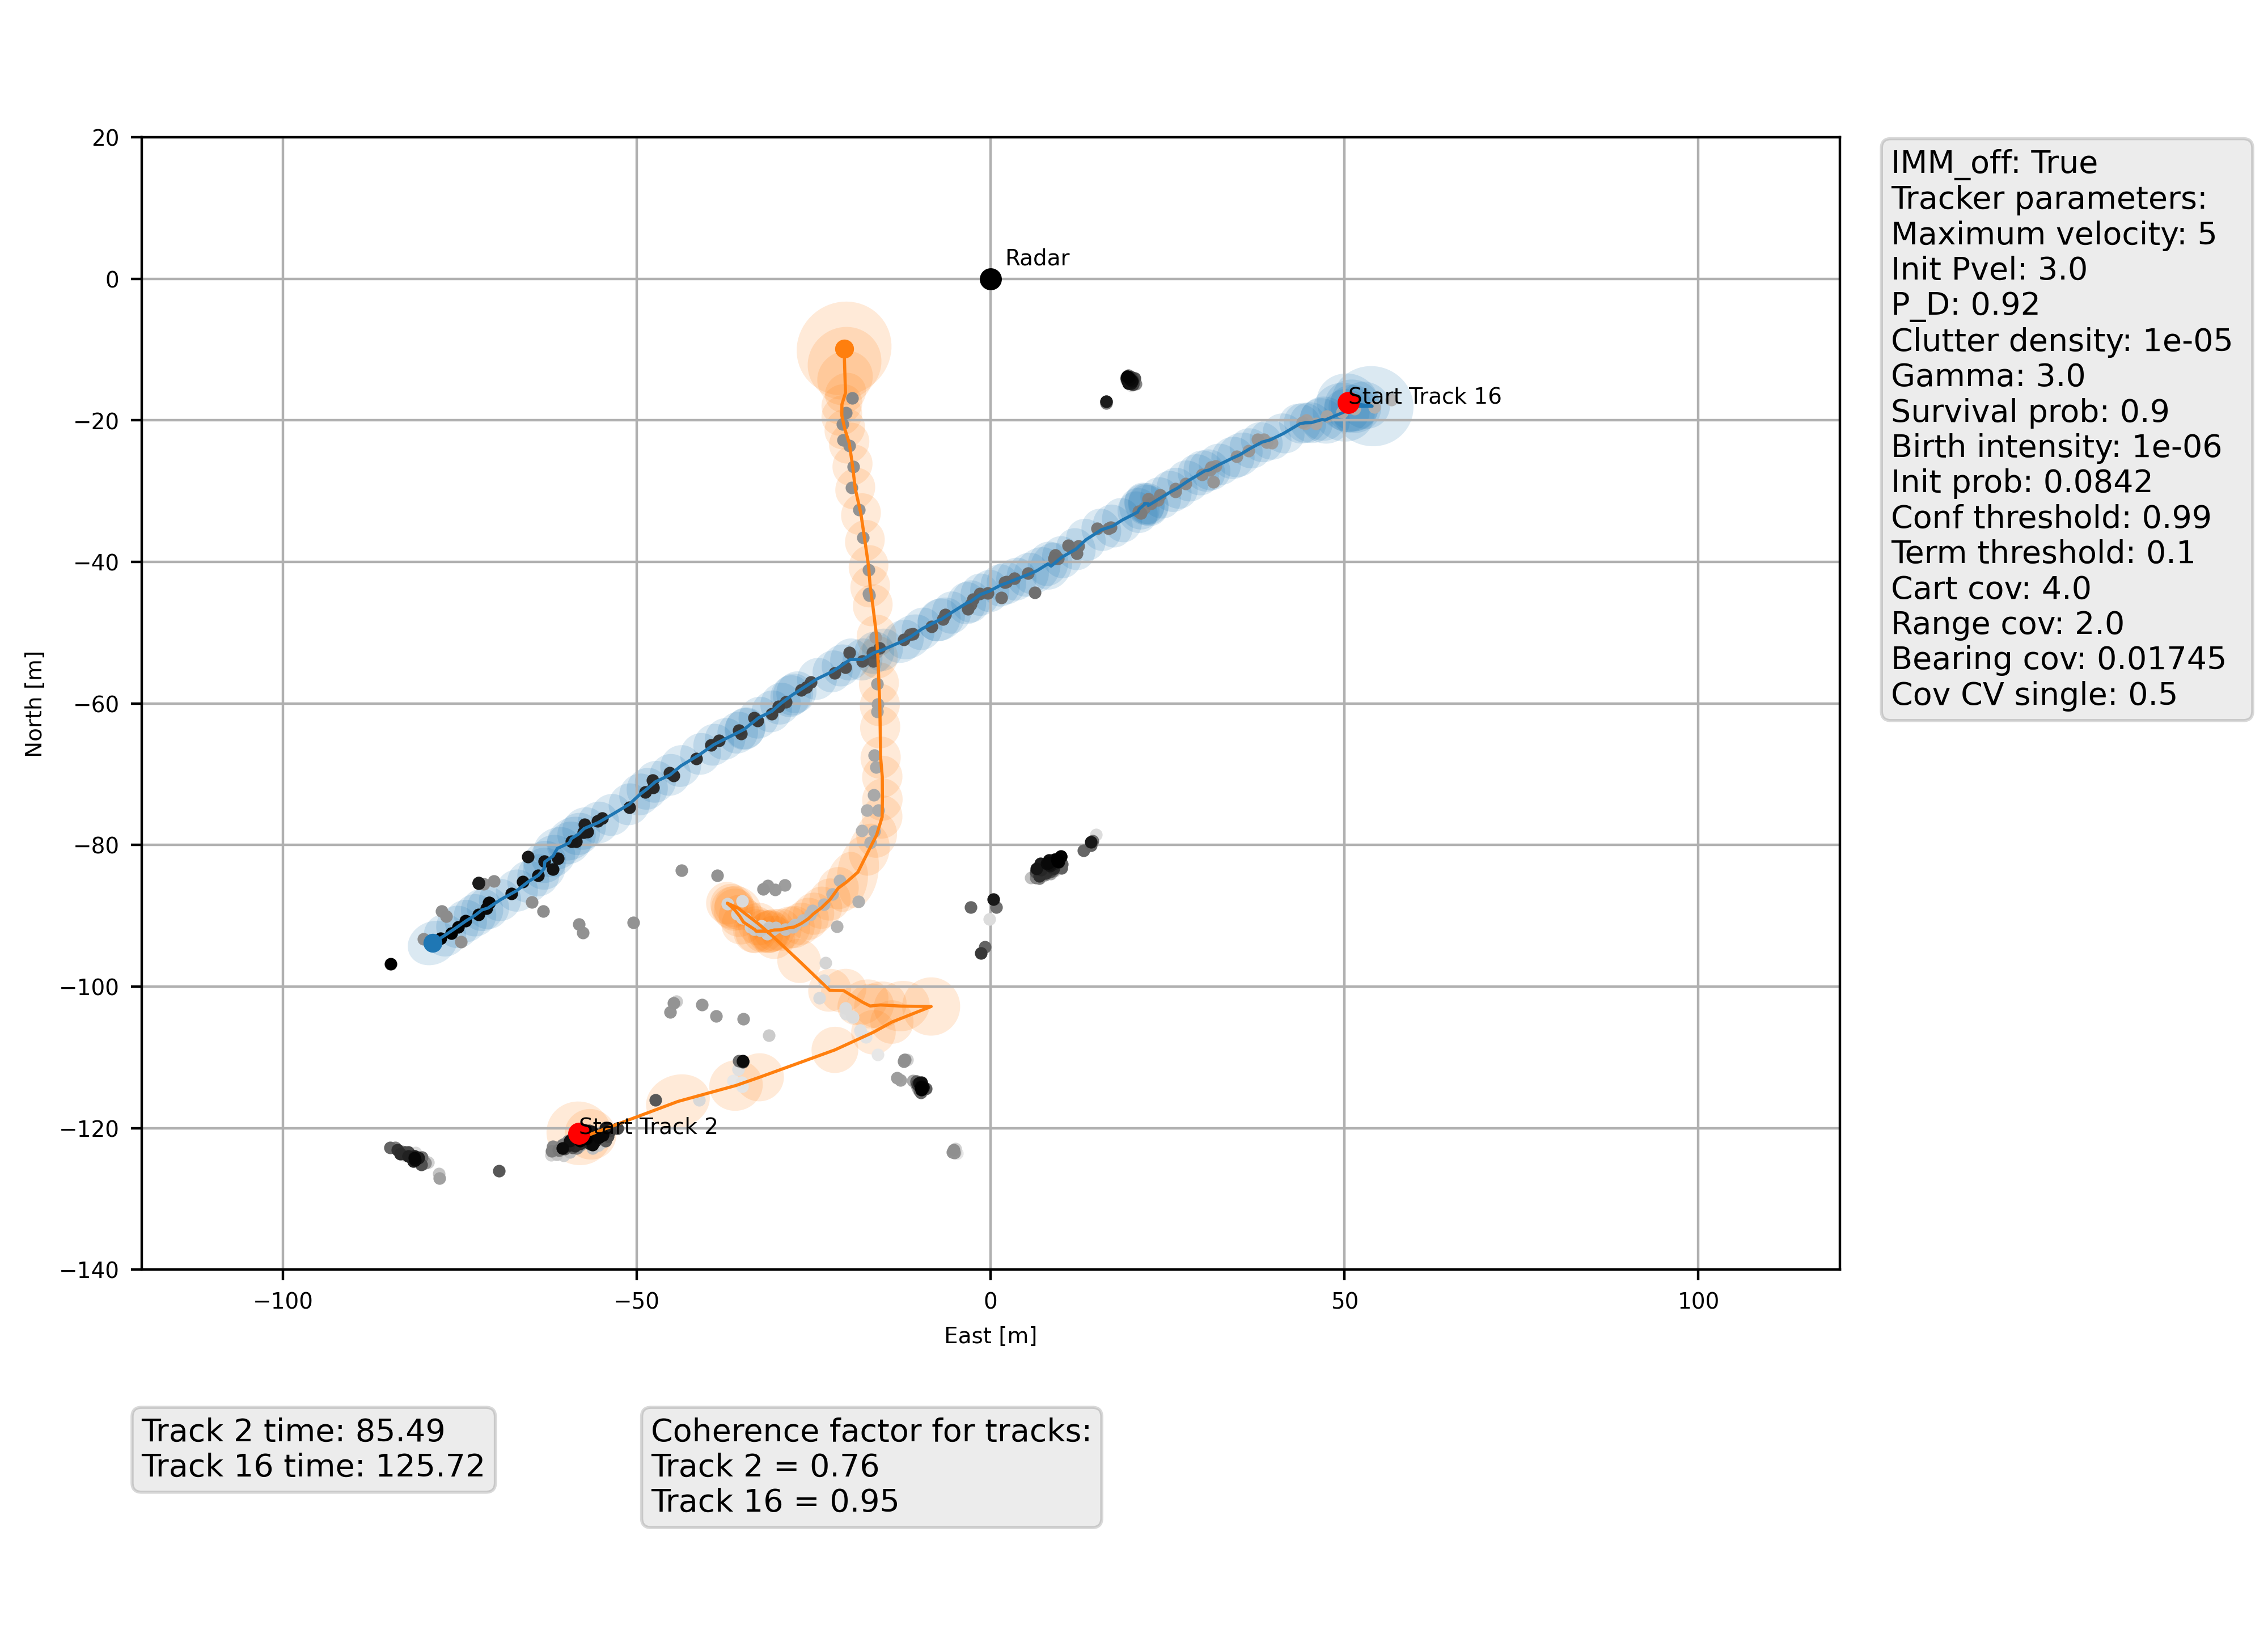 20
0
−20
−40
−60
−80
−100
−120
−140
North [m]
Radar
Start Track 16
Start Track 2
−100
−50
0
50
100
East [m]
IMM_off: True
Tracker parameters:
Maximum velocity: 5
Init Pvel: 3.0
P_D: 0.92
Clutter density: 1e-05
Gamma: 3.0
Survival prob: 0.9
Birth intensity: 1e-06
Init prob: 0.0842
Conf threshold: 0.99
Term threshold: 0.1
Cart cov: 4.0
Range cov: 2.0
Bearing cov: 0.01745
Cov CV single: 0.5
Track 2 time: 85.49
Track 16 time: 125.72
Coherence factor for tracks:
Track 2 = 0.76
Track 16 = 0.95